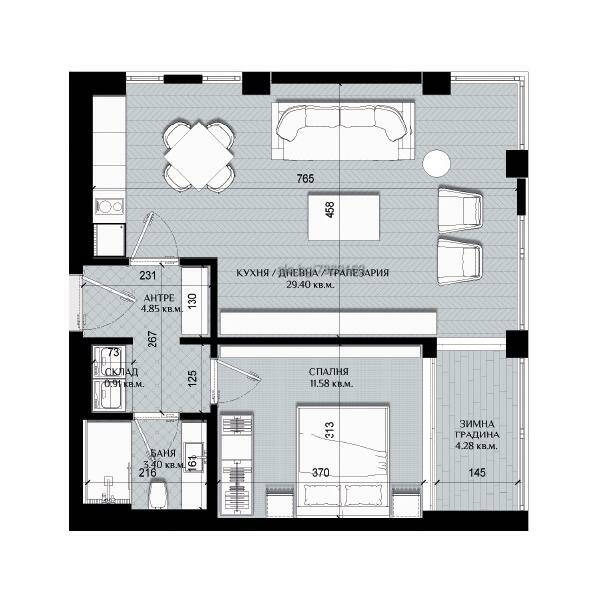 765
458
231
КУХНЯ / ДНЕВНА / ТРАПЕЗАРИЯ
29.40 кв.м.
АНТРЕ
4.85 кв.м.
130
267
73
СКЛАД
0.91 кв.м.
125
СПАЛНЯ
11.58 кв.м.
313
370
ЗИМНА
ГРАДИНА
4.28 кв.м.
145
БАНЯ
3.40 кв.м.
161
216